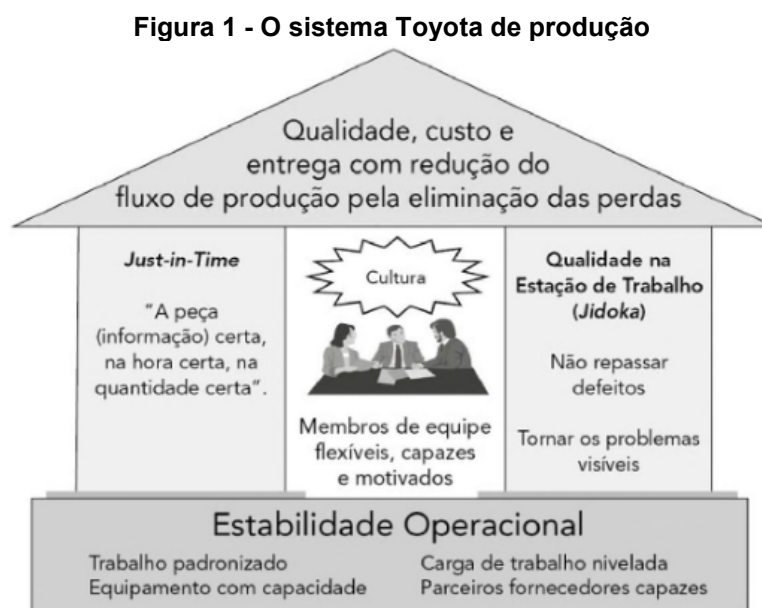 Figura 1 - O sistema Toyota de produção
Qualidade, custo e
entrega com redução do
fluxo de produção pela eliminação das perdas
Just-in-Time
"A peça
(informação) certa,
na hora certa, na
quantidade certa".
Cultura
Membros de equipe
flexíveis, capazes
e motivados
Qualidade na
Estação de Trabalho
(Jidoka)
Não repassar
defeitos
Tornar os problemas
visíveis
Estabilidade Operacional
Trabalho padronizado
Equipamento com capacidade
Carga de trabalho nivelada
Parceiros fornecedores capazes